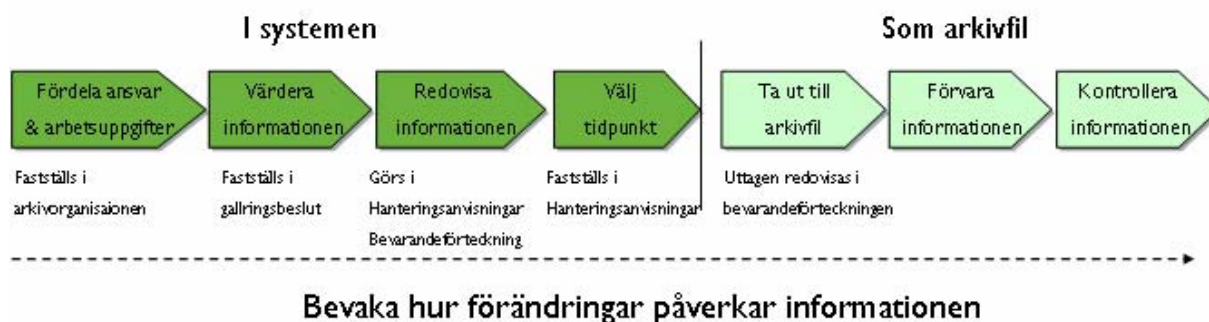 I systemen
Som arkivfil
Fördela ansvar
& arbetsuppgifter
Värdera
informationen
Redovisa
informationen
Välj
tidpunkt
Ta ut till
arkivfil
Förvara
informationen
Kontrollera
informationen
Fastställs i
arkivorganisaionen
Fastställs i
gallringsbeslut
Görs i
Hanteringsanvisningar
Bevarandeförteckning
Fastställs i
Hanteringsanvisningar
Uttagen redovisas i
bevarandeförteckningen
Bevaka hur förändringar påverkar informationen